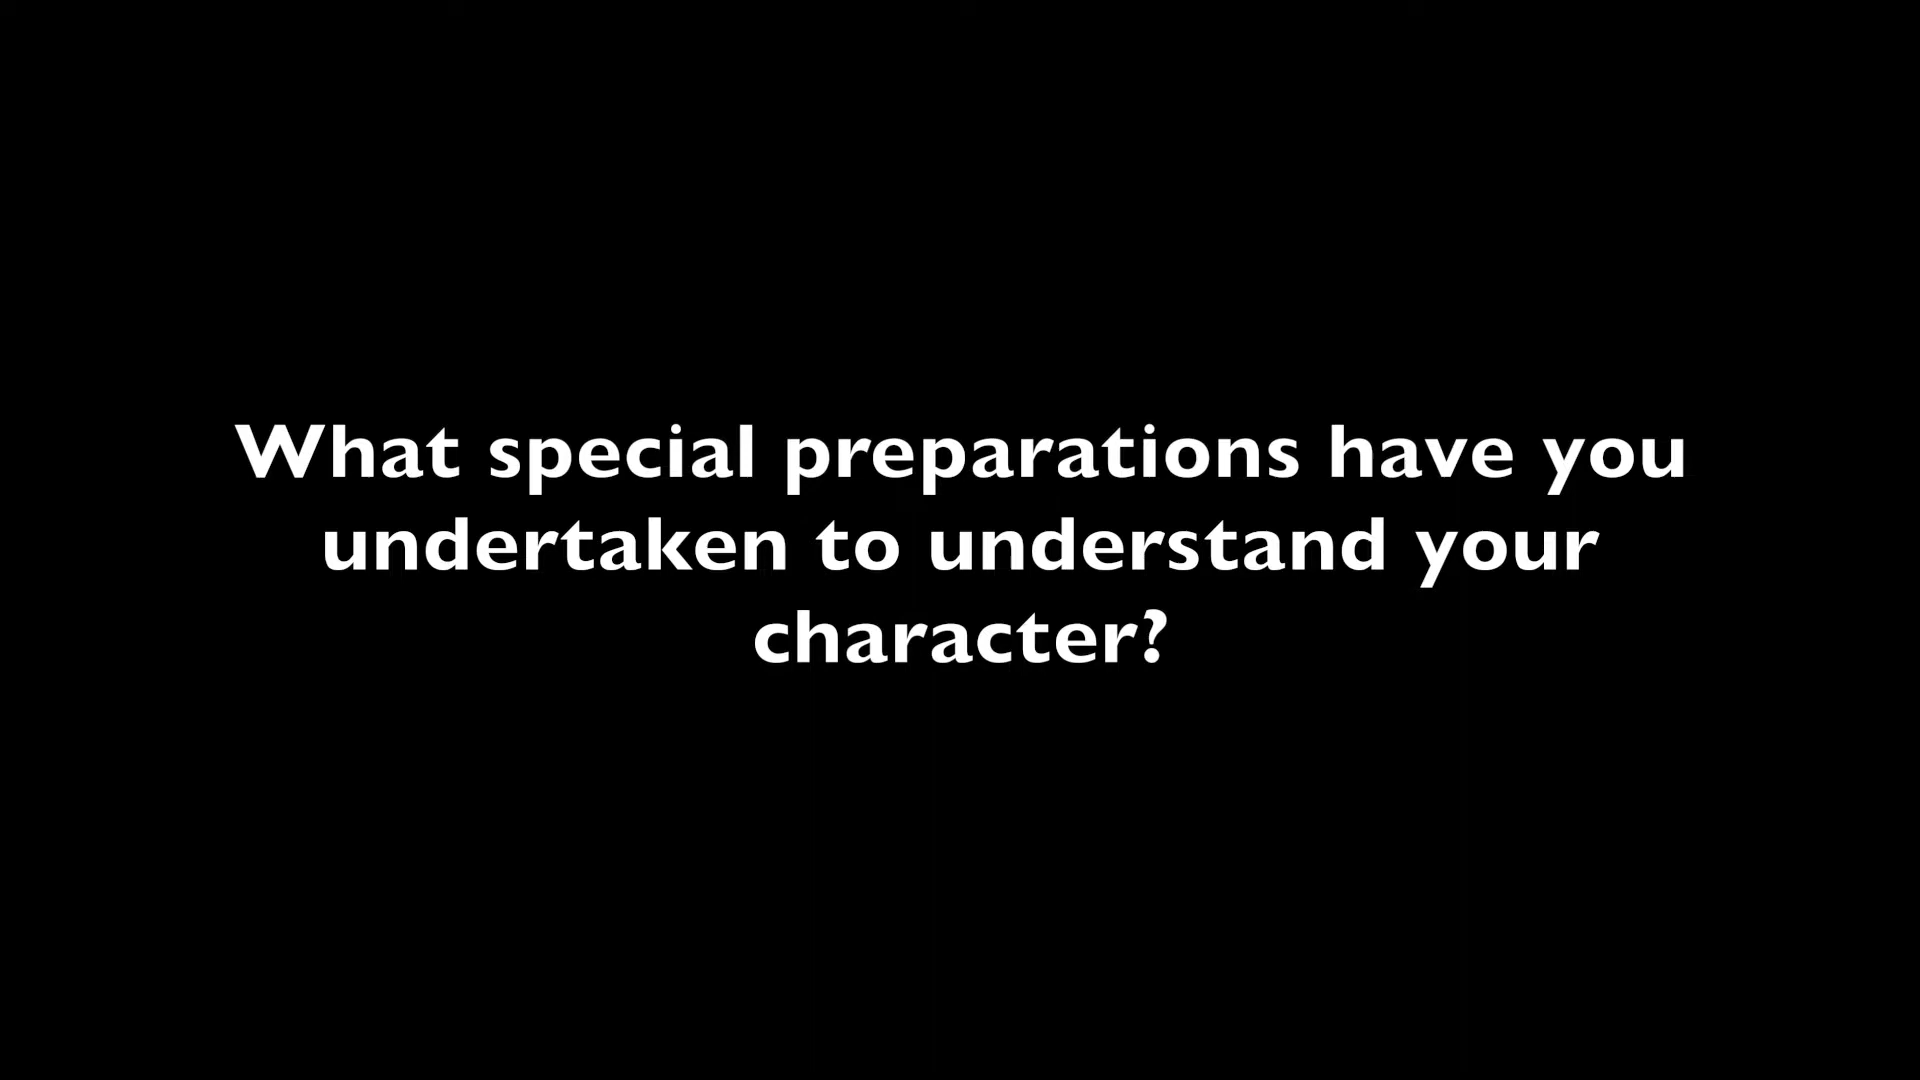 What special preparations have you
undertaken to understand your
character?